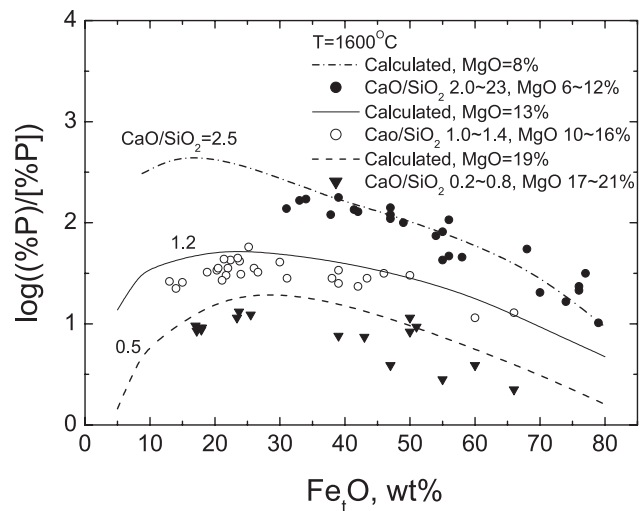 T=1600°C
Calculated, MgO=8%
CaO/SiO₂ 2.0~23, MgO 6~12%
Calculated, MgO=13%
Cao/SiO₂ 1.0~1.4, MgO 10~16%
Calculated, MgO=19%
CaO/SiO₂ 0.2~0.8, MgO 17~21%
CaO/SiO₂=2.5
1.2
0.5
log((%P)/[%P])
4
3
2
1
0
0 10 20 30 40 50 60 70 80
FeₜO, wt%